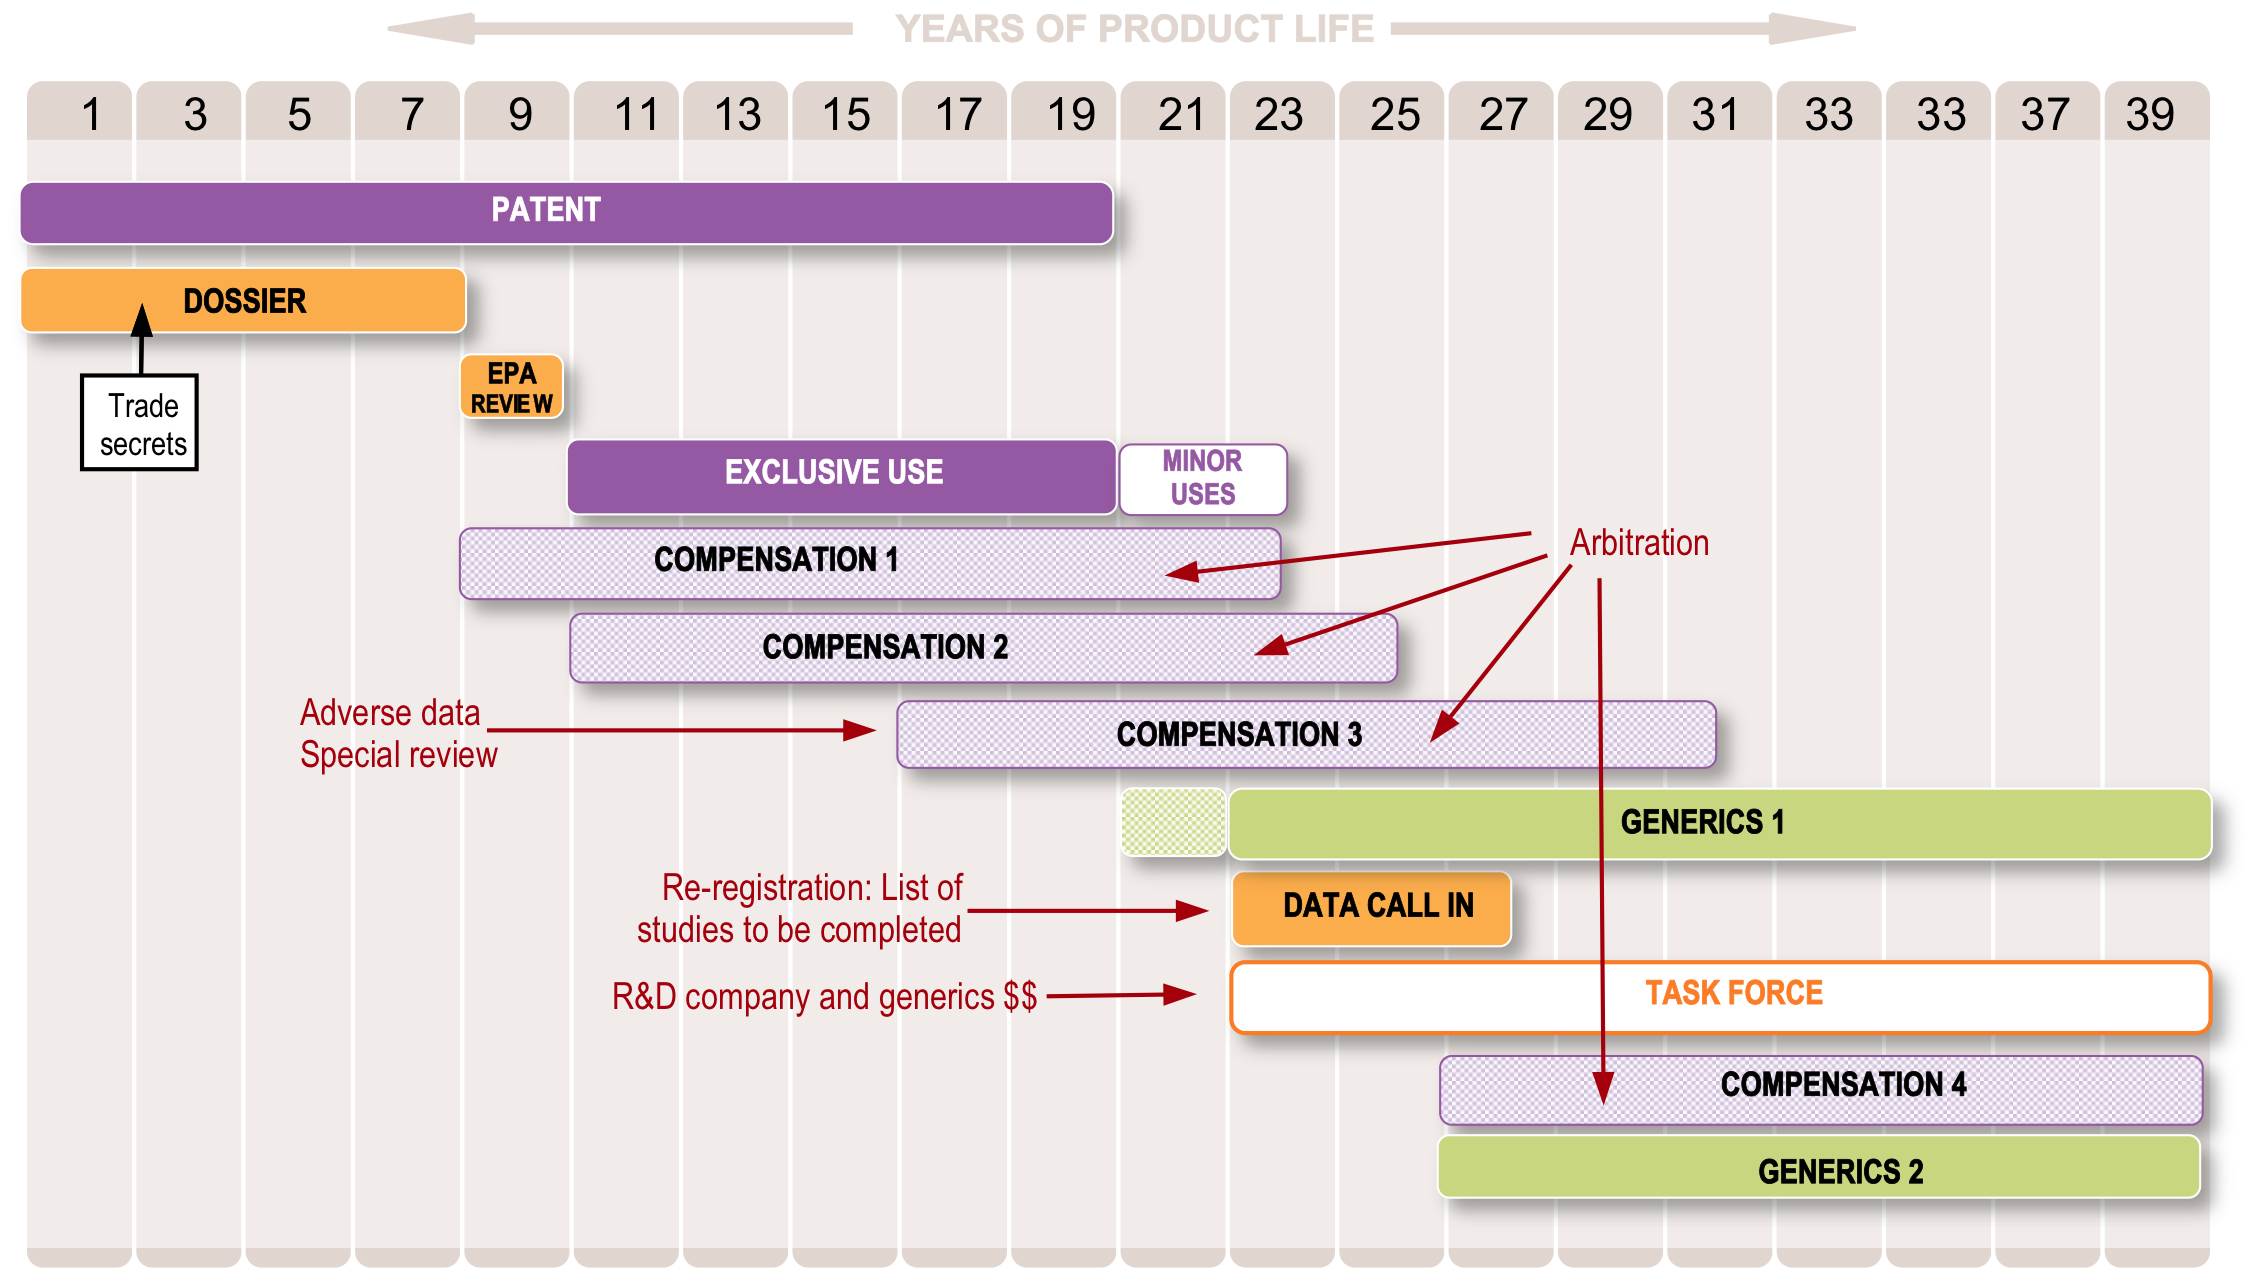 YEARS OF PRODUCT LIFE
1 3 5 7 9 11 13 15 17 19 21 23 25 27 29 31 33 33 37 39
PATENT
DOSSIER
Trade
secrets
EPA
REVIEW
EXCLUSIVE USE
MINOR
USES
COMPENSATION 1
Arbitration
COMPENSATION 2
Adverse data
Special review
COMPENSATION 3
GENERICS 1
Re-registration: List of
studies to be completed
DATA CALL IN
R&D company and generics $$
TASK FORCE
COMPENSATION 4
GENERICS 2